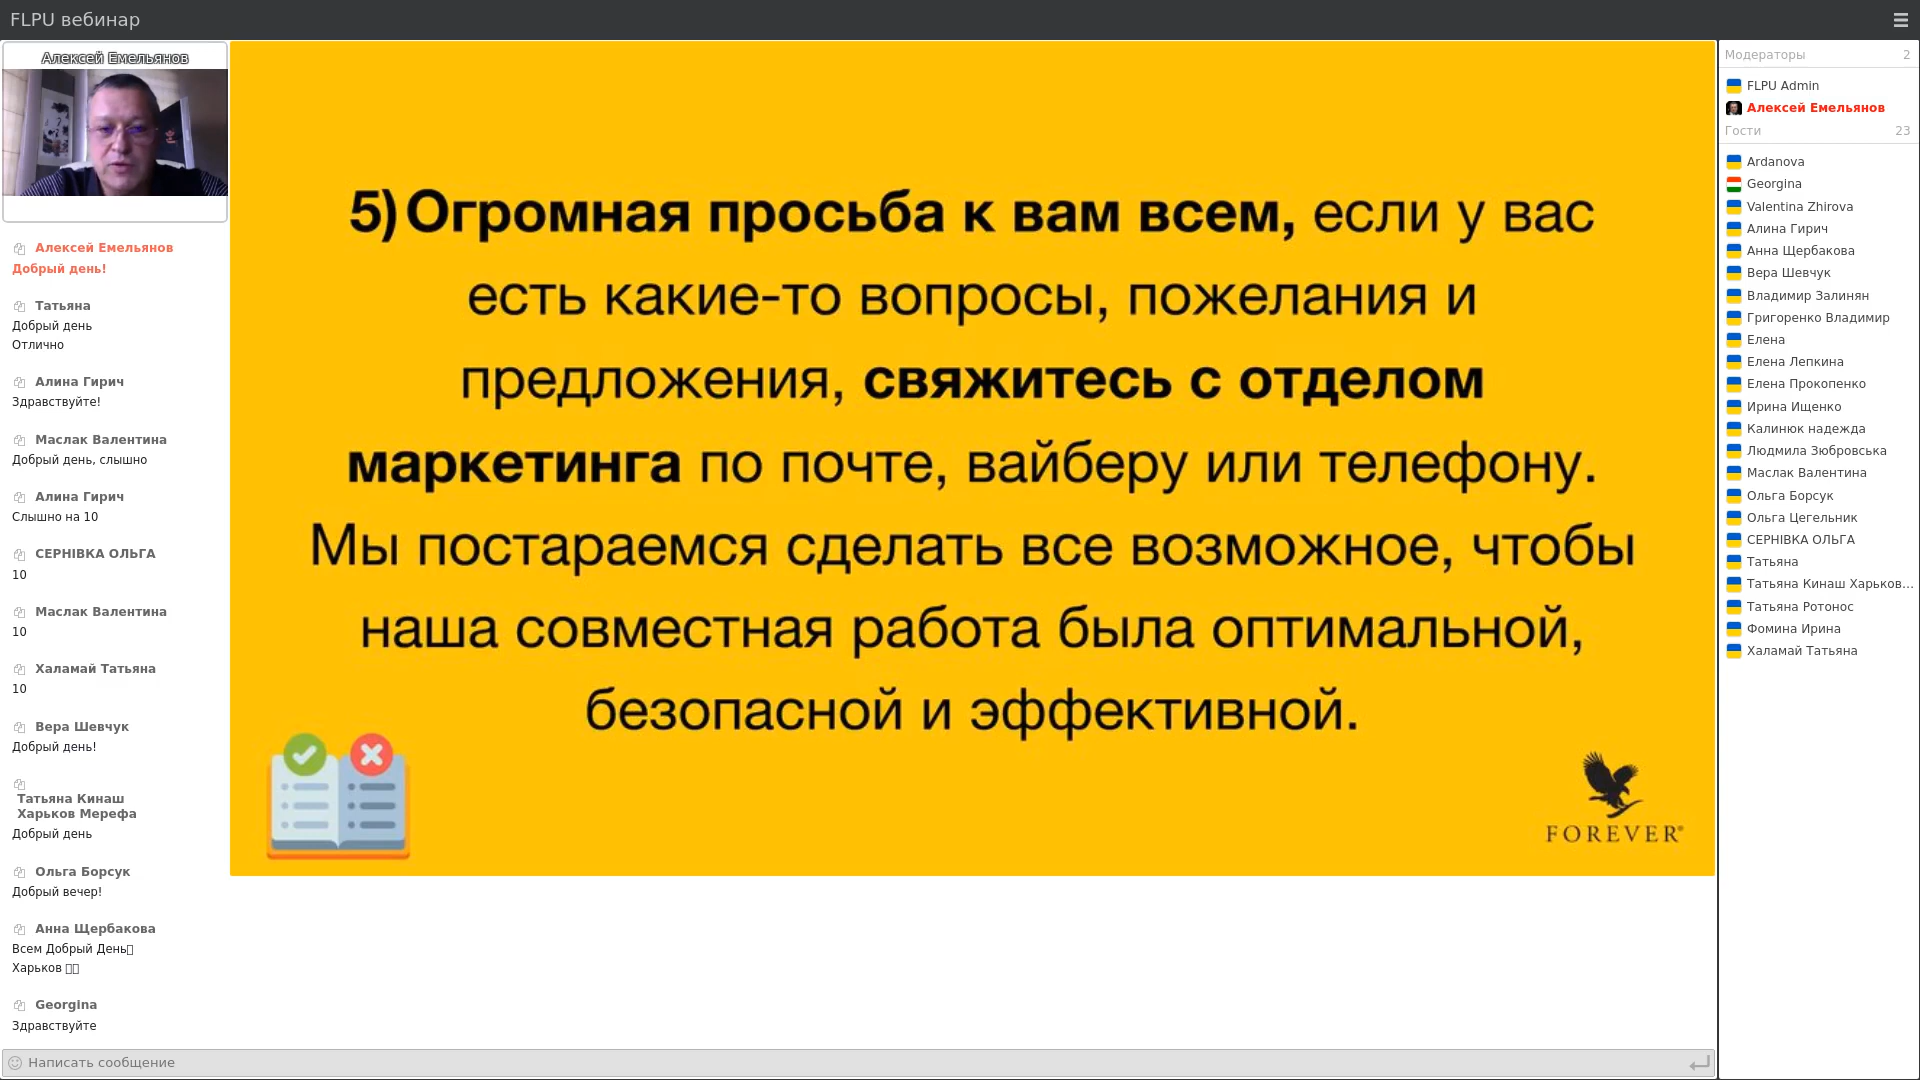 FLPU вебинар
Алексей Емельянов
Алексей Емельянов
Добрый день!
Татьяна
Добрый день
Отлично
Алина Гирич
Здравствуйте!
Маслак Валентина
Добрый день, слышно
Алина Гирич
Слышно на 10
СЕРНІВКА ОЛЬГА
10
Маслак Валентина
10
Халамай Татьяна
10
Вера Шевчук
Добрый день!
Татьяна Кинаш
Харьков Мерефа
Добрый день
Ольга Борсук
Добрый вечер!
Анна Щербакова
Всем Добрый День
Харьков
Georgina
Здравствуйте
Написать сообщение
5) Огромная просьба к вам всем, если у вас
есть какие-то вопросы, пожелания и
предложения, свяжитесь с отделом
маркетинга по почте, вайберу или телефону.
Мы постараемся сделать все возможное, чтобы
наша совместная работа была оптимальной,
безопасной и эффективной.
FOREVER®
Модераторы 2
FLPU Admin
Алексей Емельянов
Гости 23
Ardanova
Georgina
Valentina Zhirova
Алина Гирич
Анна Щербакова
Вера Шевчук
Владимир Залинян
Григоренко Владимир
Елена
Елена Лепкина
Елена Прокопенко
Ирина Ищенко
Калинюк надежда
Людмила Зюбровська
Маслак Валентина
Ольга Борсук
Ольга Цегельник
СЕРНІВКА ОЛЬГА
Татьяна
Татьяна Кинаш Харьков...
Татьяна Ротонос
Фомина Ирина
Халамай Татьяна